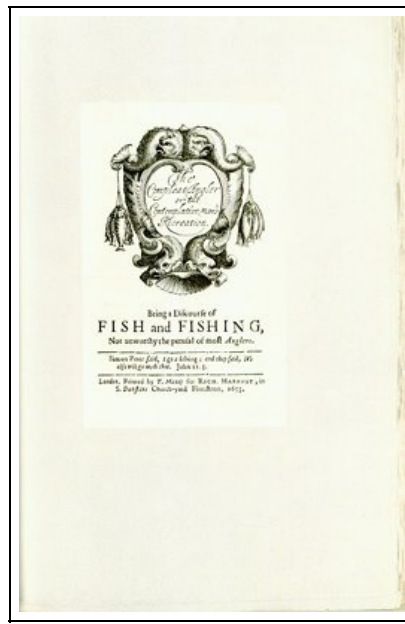 The
Compleat Angler
or the
Contemplative man's
Recreation.
Being a Discourse of
FISH and FISHING,
Not unworthy the perusal of most Anglers.
Simon Peter said, I go a fishing: and they said, We
also wil go with thee. John 21. 3.
London, Printed by T. Maxey for RICH. MARRIOT, in
S. Dunstans Church-yard Fleetstreet, 1653.